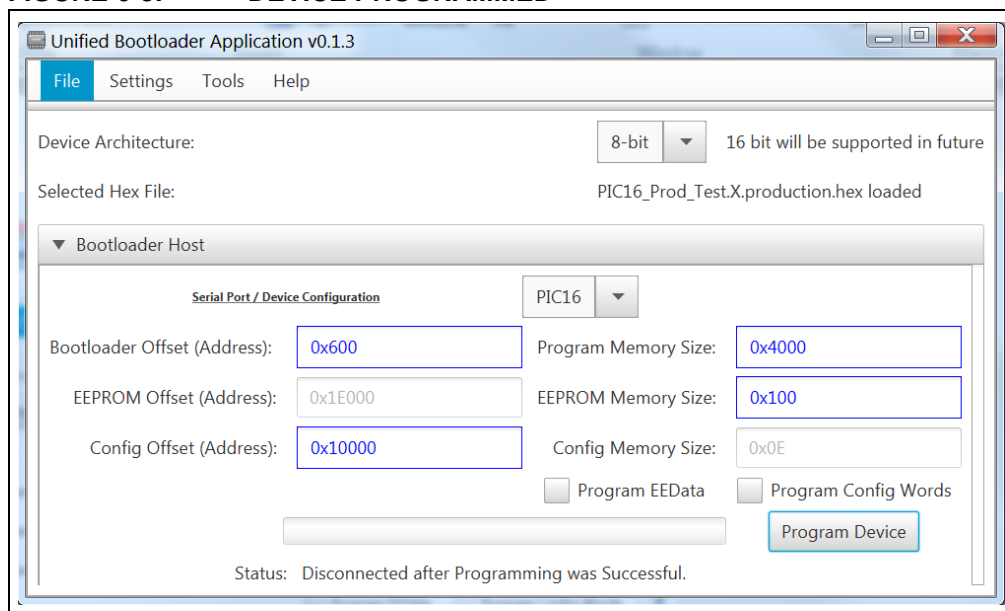 DEVICE PROGRAMMED
Unified Bootloader Application v0.1.3
File Settings Tools Help
Device Architecture: 8-bit 16 bit will be supported in future
Selected Hex File: PIC16_Prod_Test.X.production.hex loaded
Bootloader Host
Serial Port / Device Configuration PIC16
Bootloader Offset (Address): 0x600 Program Memory Size: 0x4000
EEPROM Offset (Address): 0x1E000 EEPROM Memory Size: 0x100
Config Offset (Address): 0x10000 Config Memory Size: 0x0E
Program EEData Program Config Words
Program Device
Status: Disconnected after Programming was Successful.